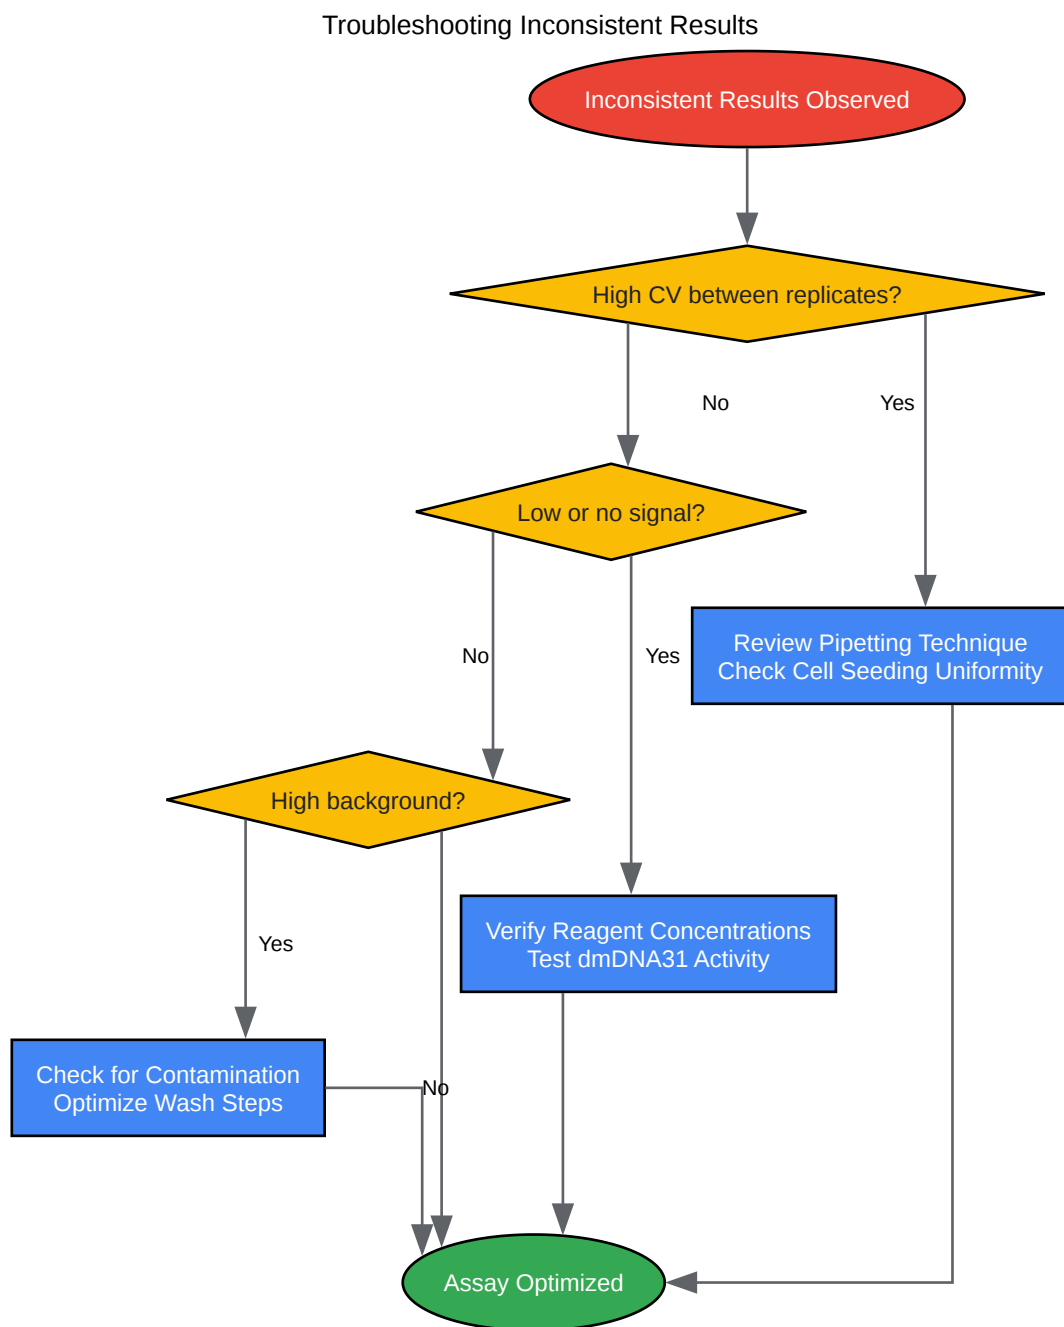 Troubleshooting Inconsistent Results
Inconsistent Results Observed
High CV between replicates?
No
Yes
Low or no signal?
Review Pipetting Technique
Check Cell Seeding Uniformity
No
Yes
High background?
Verify Reagent Concentrations
Test dmDNA31 Activity
Yes
Check for Contamination
Optimize Wash Steps
No
Assay Optimized